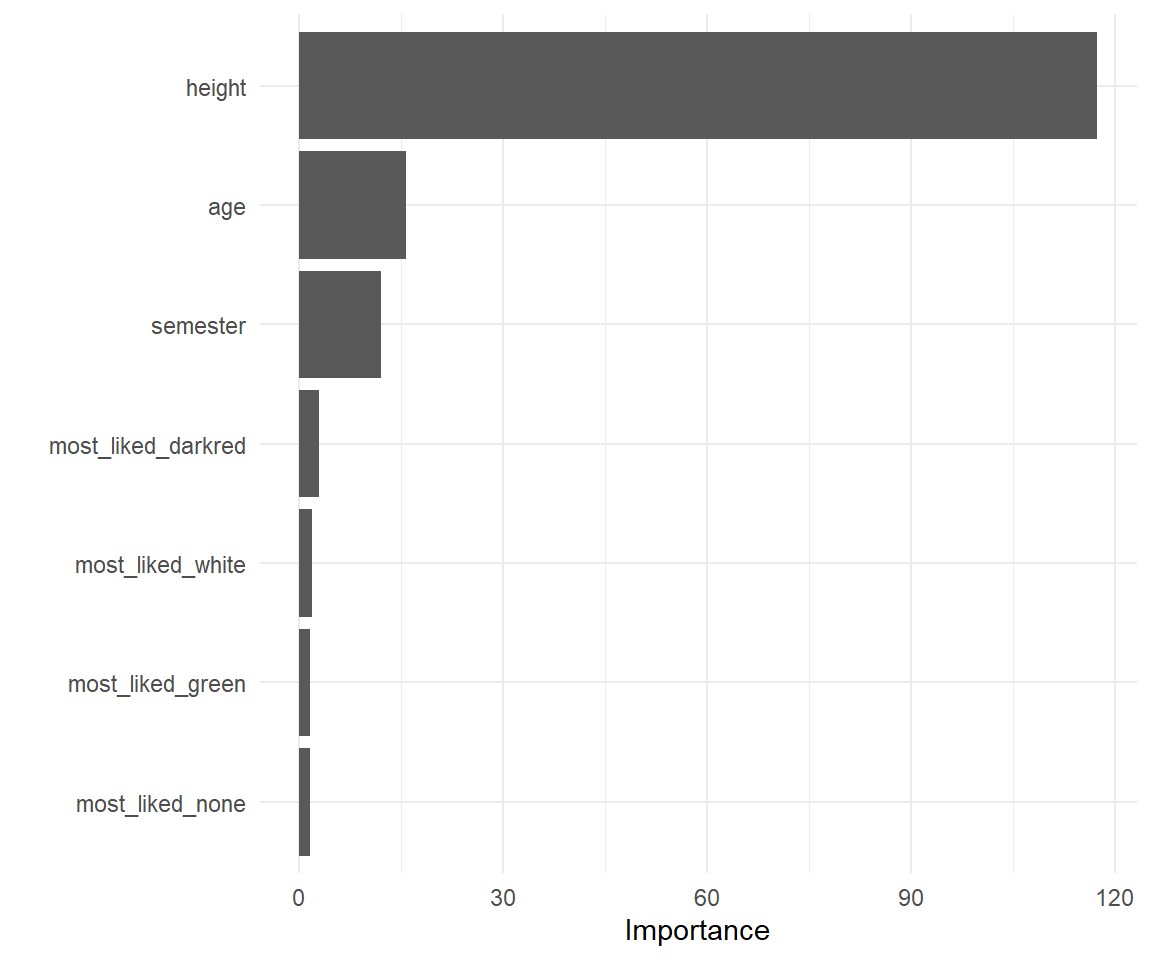 height
age
semester
most_liked_darkred
most_liked_white
most_liked_green
most_liked_none
0 30 60 90 120
Importance